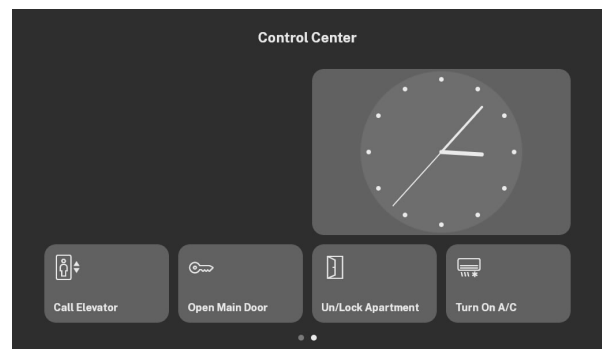 Control Center
Call Elevator
Open Main Door
Un/Lock Apartment
Turn On A/C